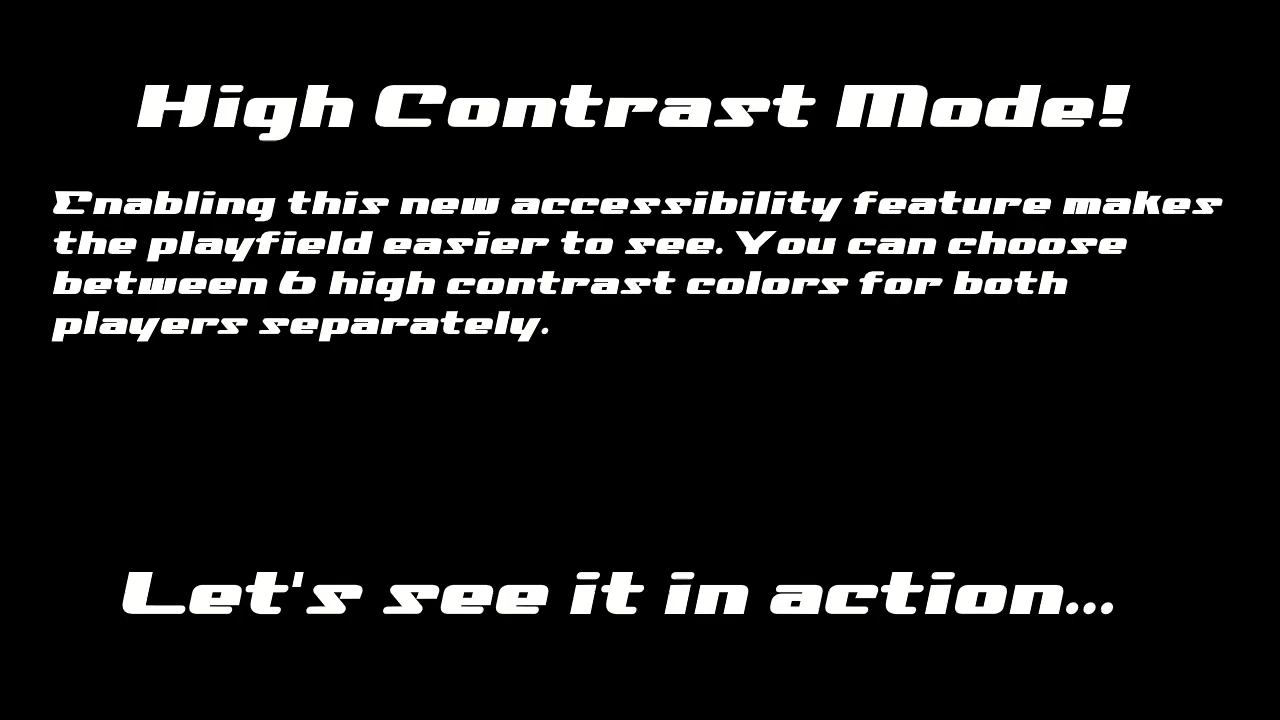 High Contrast Mode!
Enabling this new accessibility feature makes
the playfield easier to see. You can choose
between 6 high contrast colors for both
players separately.
Let's see it in action...